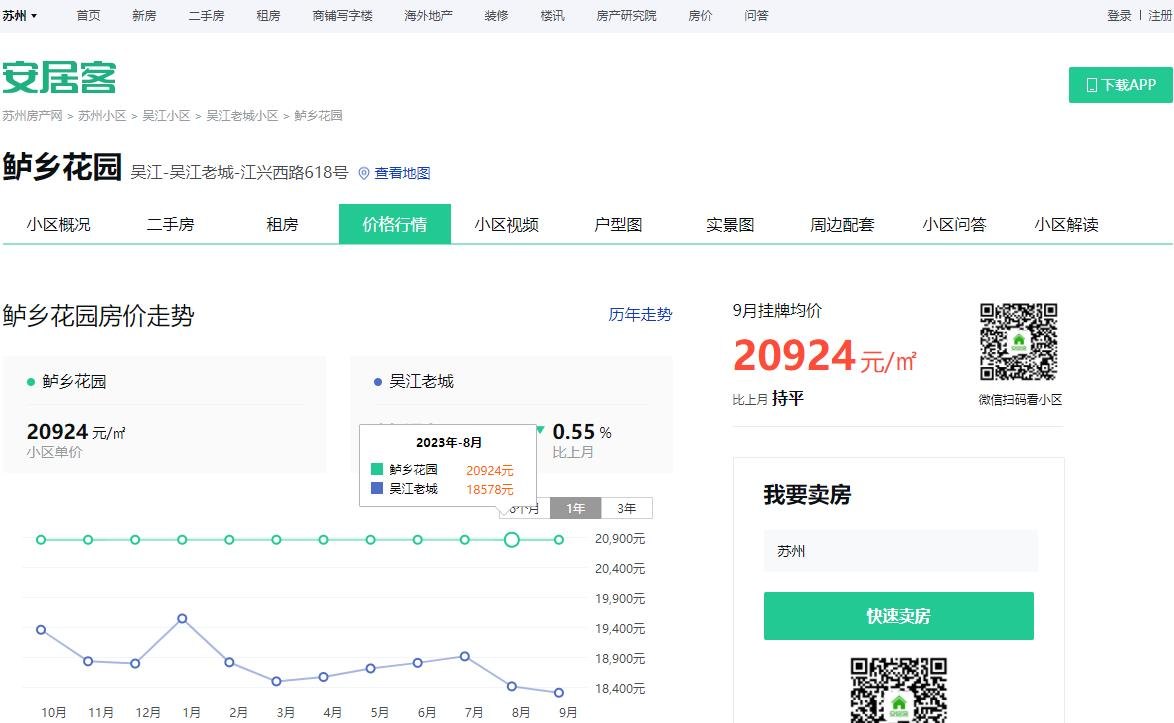 苏州 首页 新房 二手房 租房 商铺写字楼 海外地产 装修 楼讯 房产研究院 房价 问答 登录 | 注册
安居客
下载APP
苏州房产网 > 苏州小区 > 吴江小区 > 吴江老城小区 > 鲈乡花园
鲈乡花园 吴江-吴江老城-江兴西路618号 查看地图
小区概况 二手房 租房 价格行情 小区视频 户型图 实景图 周边配套 小区问答 小区解读
鲈乡花园房价走势 历年走势
鲈乡花园
20924 元/㎡
小区单价
吴江老城
0.55 %
比上月
2023年-8月
鲈乡花园 20924元
吴江老城 18578元
6个月 1年 3年
20,900元
20,400元
19,900元
19,400元
18,900元
18,400元
10月 11月 12月 1月 2月 3月 4月 5月 6月 7月 8月 9月
9月挂牌均价
20924 元/㎡
比上月 持平
微信扫码看小区
我要卖房
苏州
快速卖房